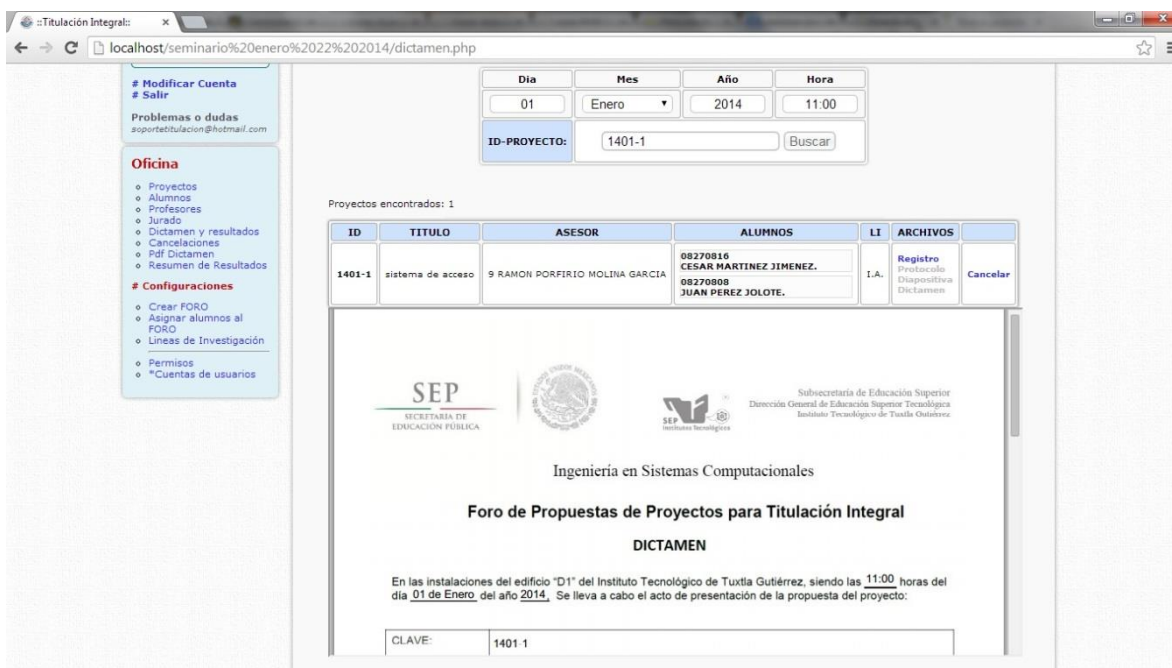 ::Titulación Integral::
localhost/seminario%20enero%2022%202014/dictamen.php
# Modificar Cuenta
# Salir
Problemas o dudas
soportetitulacion@hotmail.com
Oficina
Proyectos
Alumnos
Profesores
Jurado
Dictamen y resultados
Cancelaciones
Pdf Dictamen
Resumen de Resultados
# Configuraciones
Crear FORO
Asignar alumnos al
FORO
Lineas de Investigación
Permisos
*Cuentas de usuarios
Dia Mes Año Hora
01 Enero 2014 11:00
ID-PROYECTO: 1401-1 Buscar
Proyectos encontrados: 1
ID TITULO ASESOR ALUMNOS LI ARCHIVOS
1401-1 sistema de acceso 9 RAMON PORFIRIO MOLINA GARCIA
08270816
CESAR MARTINEZ JIMENEZ.
08270808
JUAN PEREZ JOLOTE.
I.A.
Registro
Protocolo
Diapositiva
Dictamen
Cancelar
SEP
SECRETARÍA DE
EDUCACIÓN PÚBLICA
ESTADOS UNIDOS MEXICANOS
SEP
Institutos Tecnológicos
Subsecretaría de Educación Superior
Dirección General de Educación Superior Tecnológica
Instituto Tecnológico de Tuxtla Gutiérrez
Ingeniería en Sistemas Computacionales
Foro de Propuestas de Proyectos para Titulación Integral
DICTAMEN
En las instalaciones del edificio “D1” del Instituto Tecnológico de Tuxtla Gutiérrez, siendo las 11:00 horas del
día 01 de Enero del año 2014, Se lleva a cabo el acto de presentación de la propuesta del proyecto:
CLAVE: 1401-1